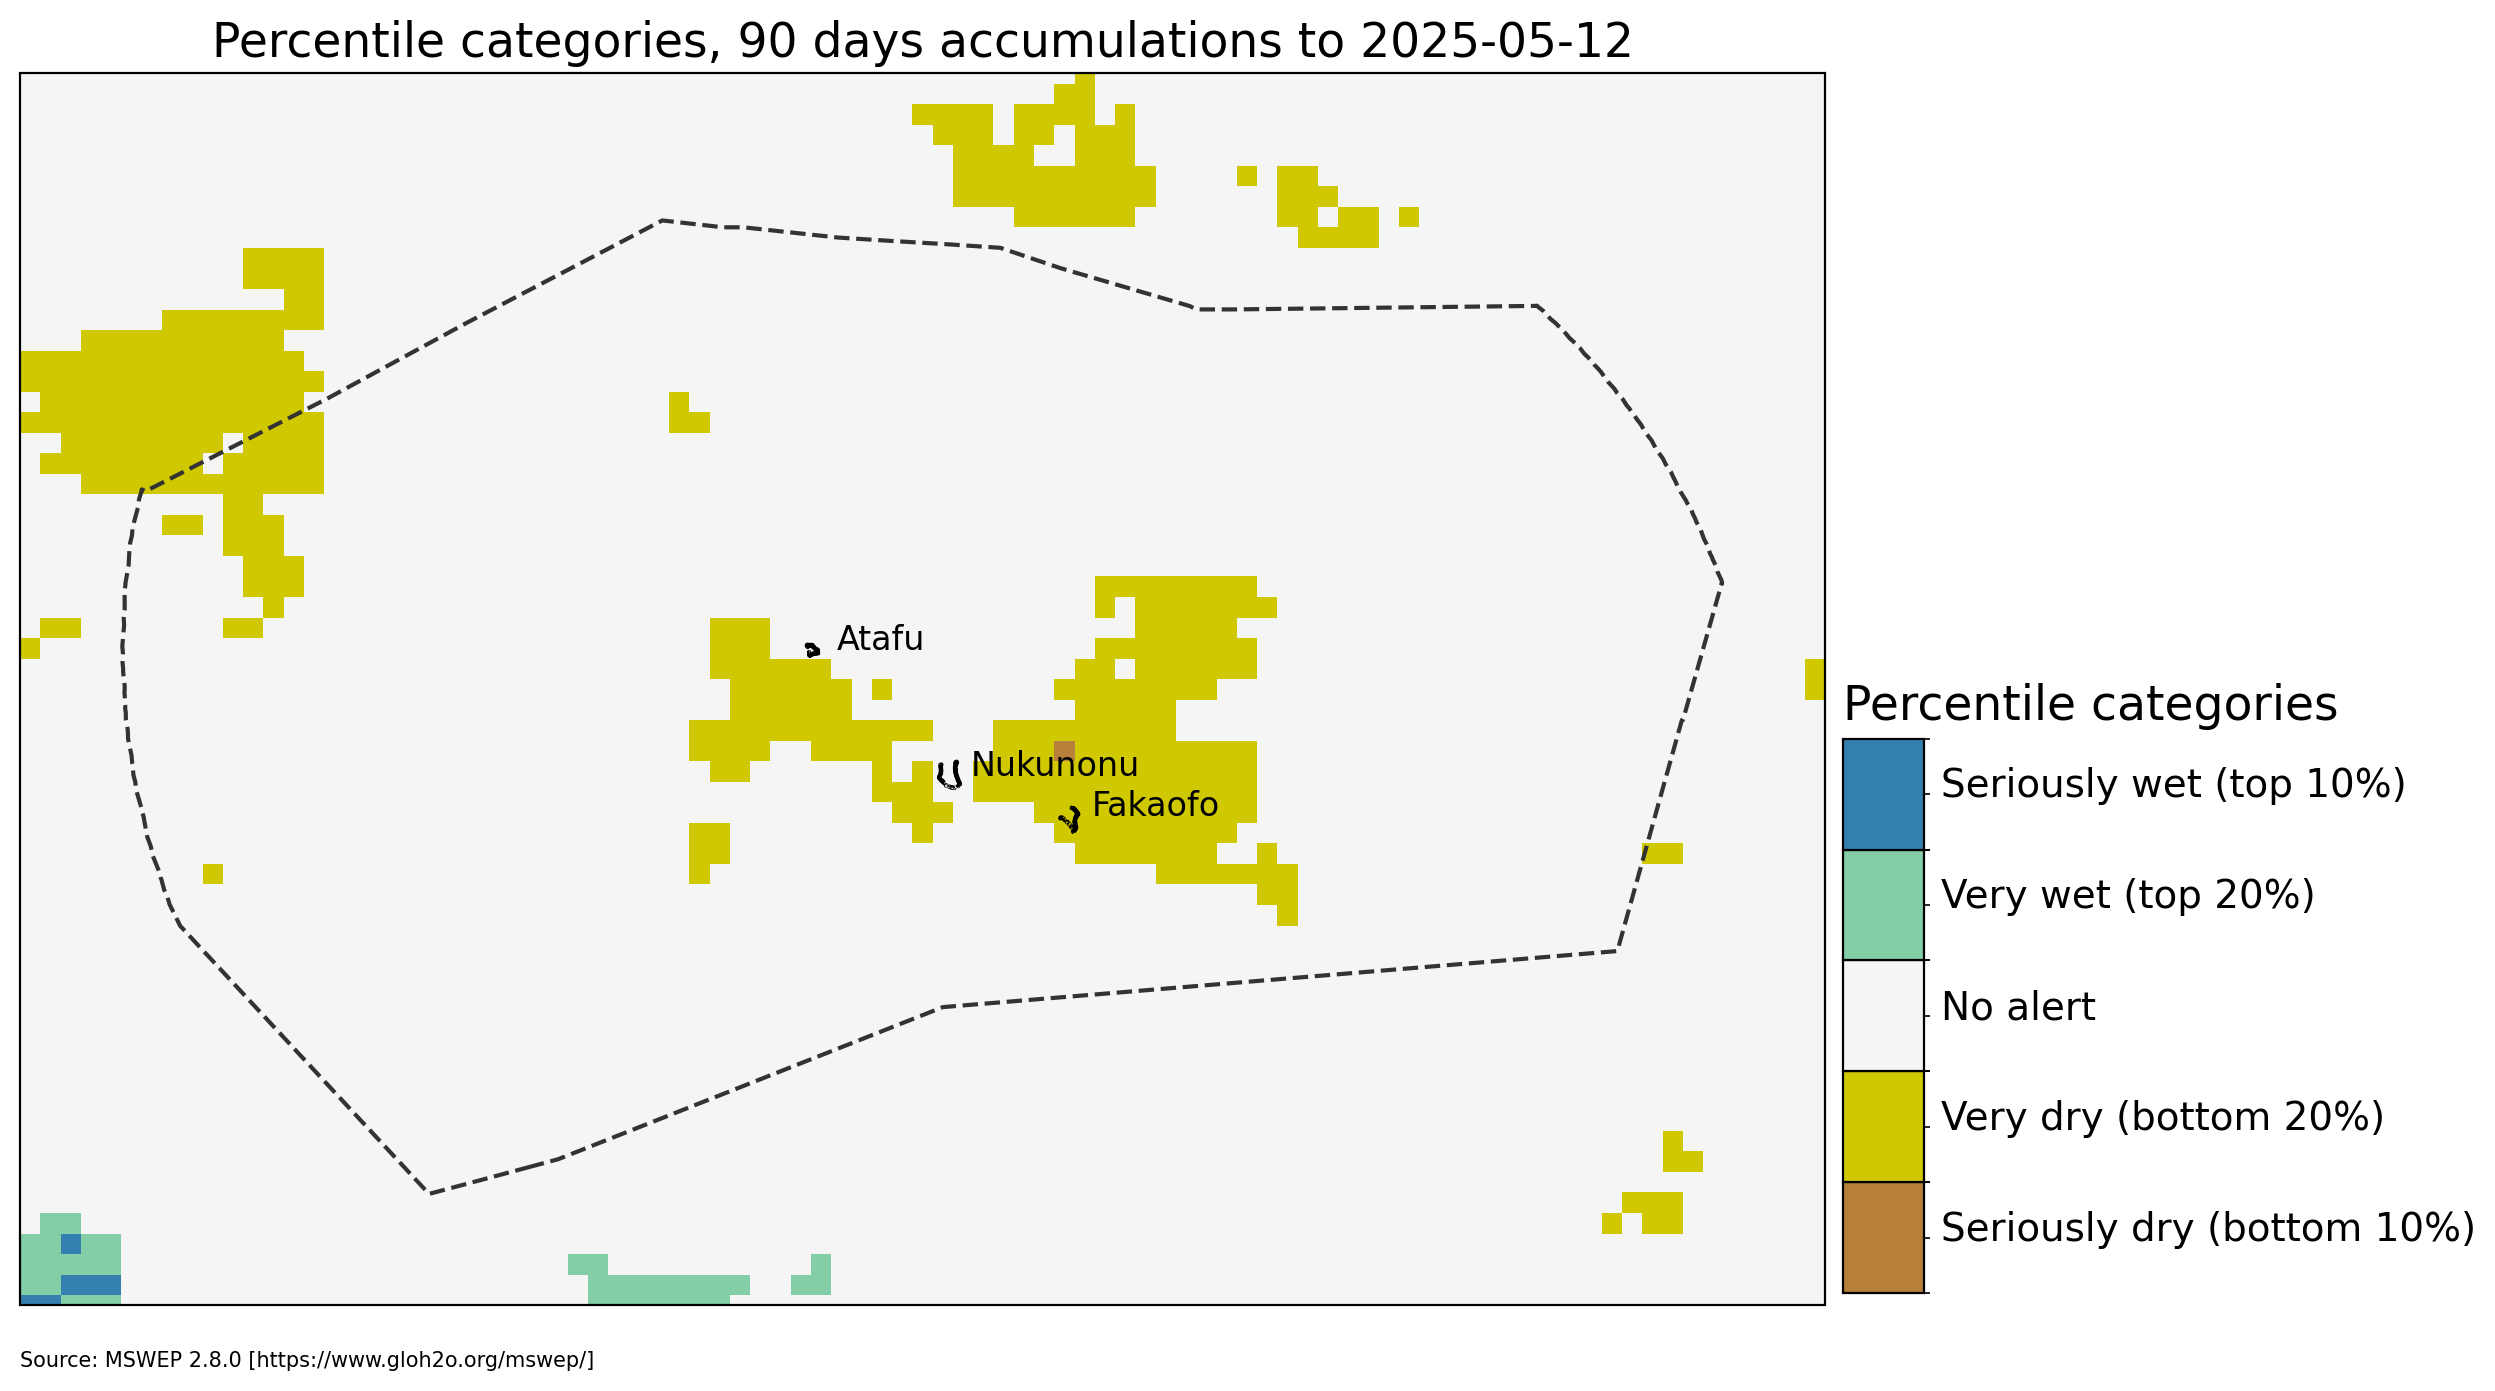 Percentile categories, 90 days accumulations to 2025-05-12
Atafu
Nukunonu
Fakaofo
Percentile categories
Seriously wet (top 10%)
Very wet (top 20%)
No alert
Very dry (bottom 20%)
Seriously dry (bottom 10%)
Source: MSWEP 2.8.0 [https://www.gloh2o.org/mswep/]